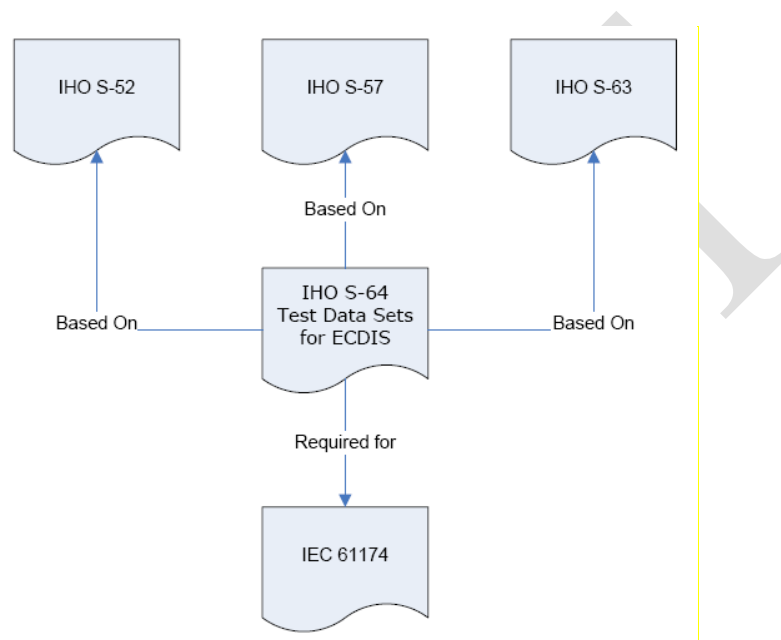 IHO S-52
IHO S-57
IHO S-63
Based On
IHO S-64
Test Data Sets
for ECDIS
Based On
Based On
Required for
IEC 61174